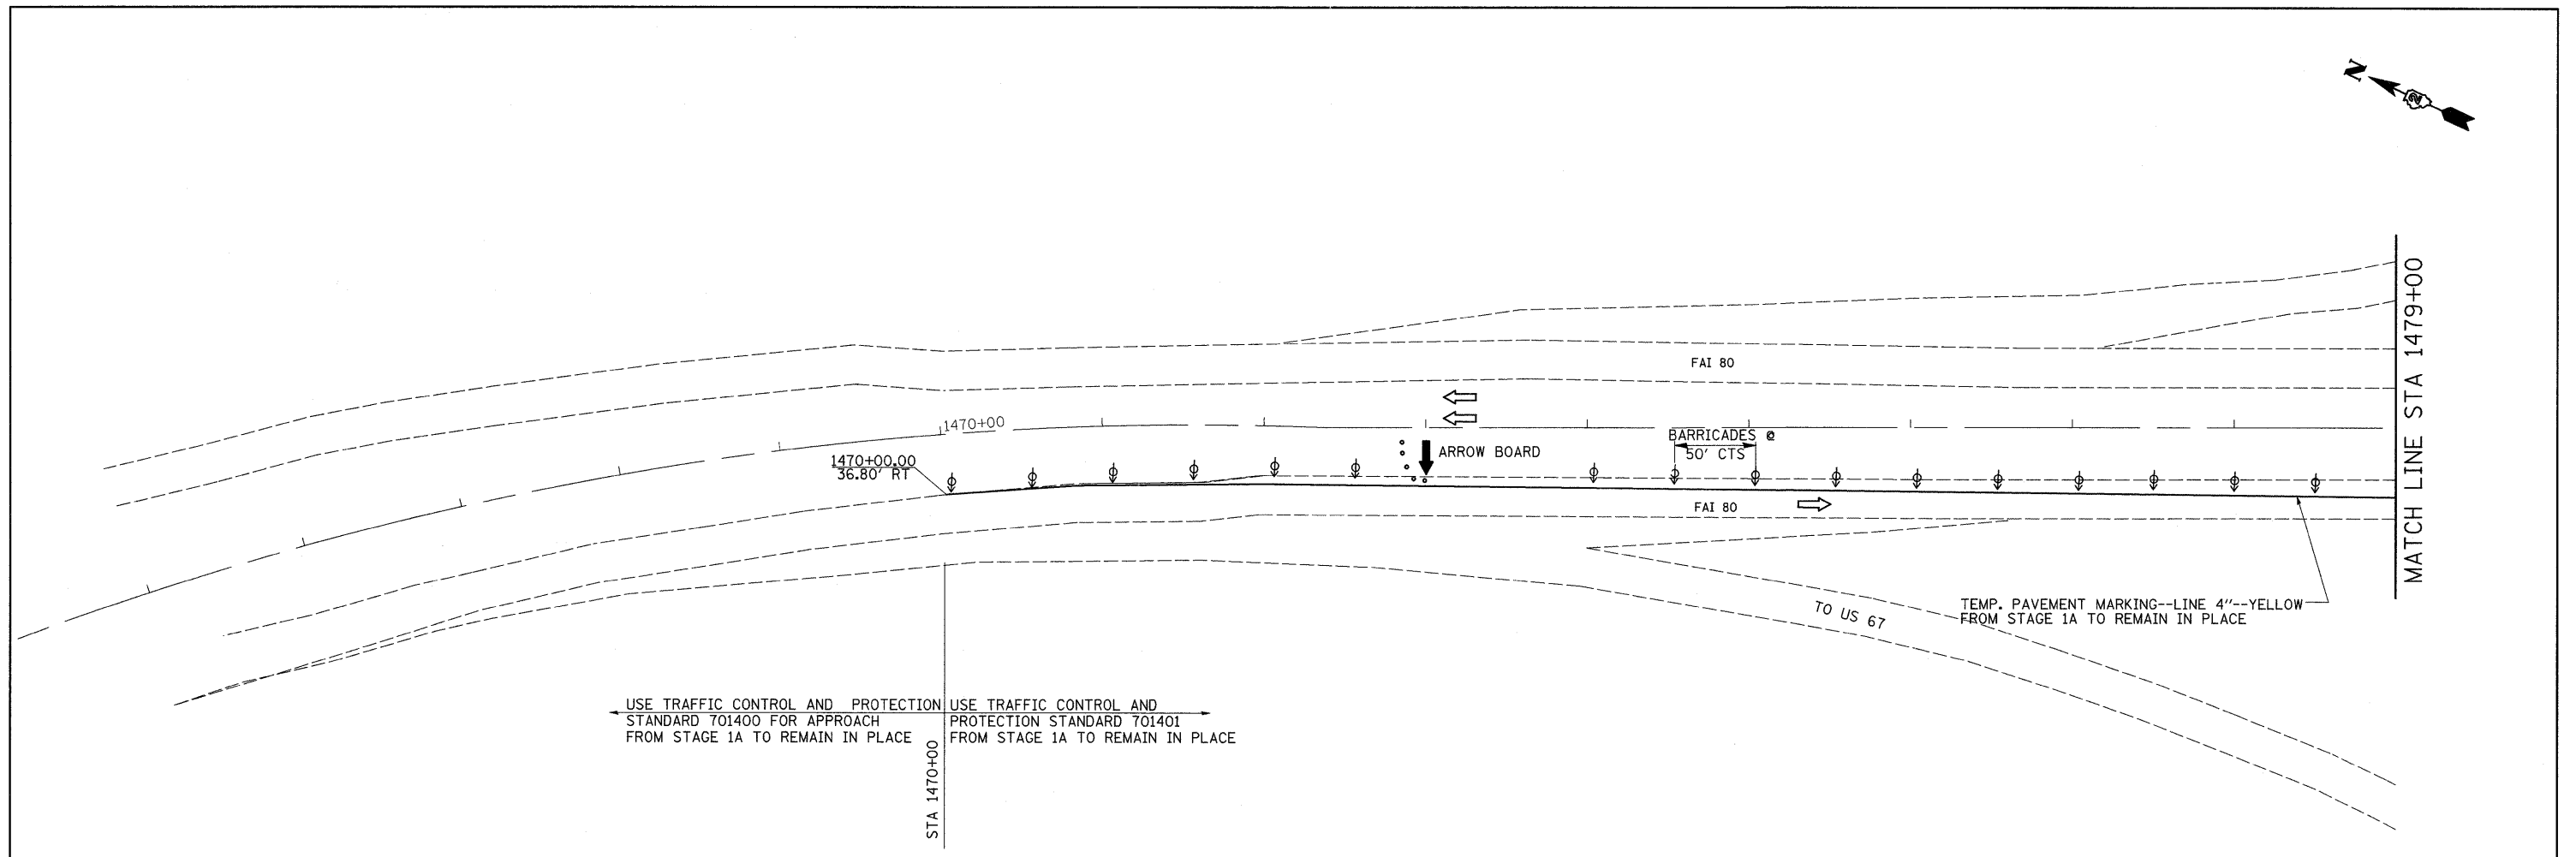 N
2
MATCH LINE STA 1479+00
FAI 80
1470+00
BARRICADES @
50' CTS
ARROW BOARD
1470+00.00
36.80' RT
FAI 80
TO US 67
TEMP. PAVEMENT MARKING--LINE 4"--YELLOW
FROM STAGE 1A TO REMAIN IN PLACE
USE TRAFFIC CONTROL AND PROTECTION
STANDARD 701400 FOR APPROACH
FROM STAGE 1A TO REMAIN IN PLACE
USE TRAFFIC CONTROL AND
PROTECTION STANDARD 701401
FROM STAGE 1A TO REMAIN IN PLACE
STA 1470+00